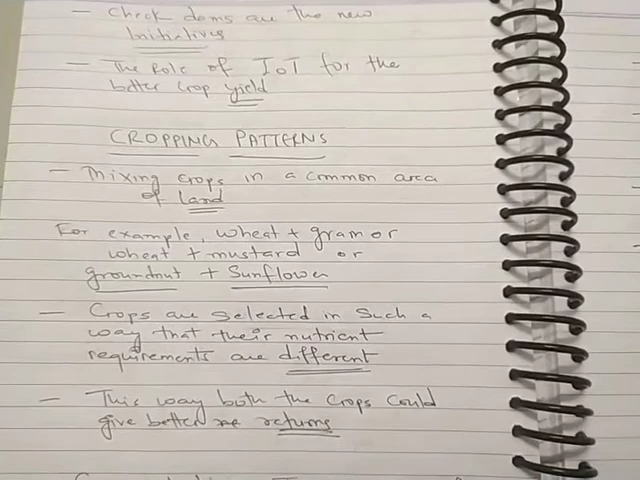 - Check dams are the new
Initiatives
- The Role of IoT for the
better crop yield
CROPPING PATTERNS
- Mixing crops in a common area
of land
For example, wheat + gram or
wheat + mustard or
groundnut + Sunflower
- Crops are selected in such a
way that their nutrient
requirements are different
- This way both the crops could
give better returns